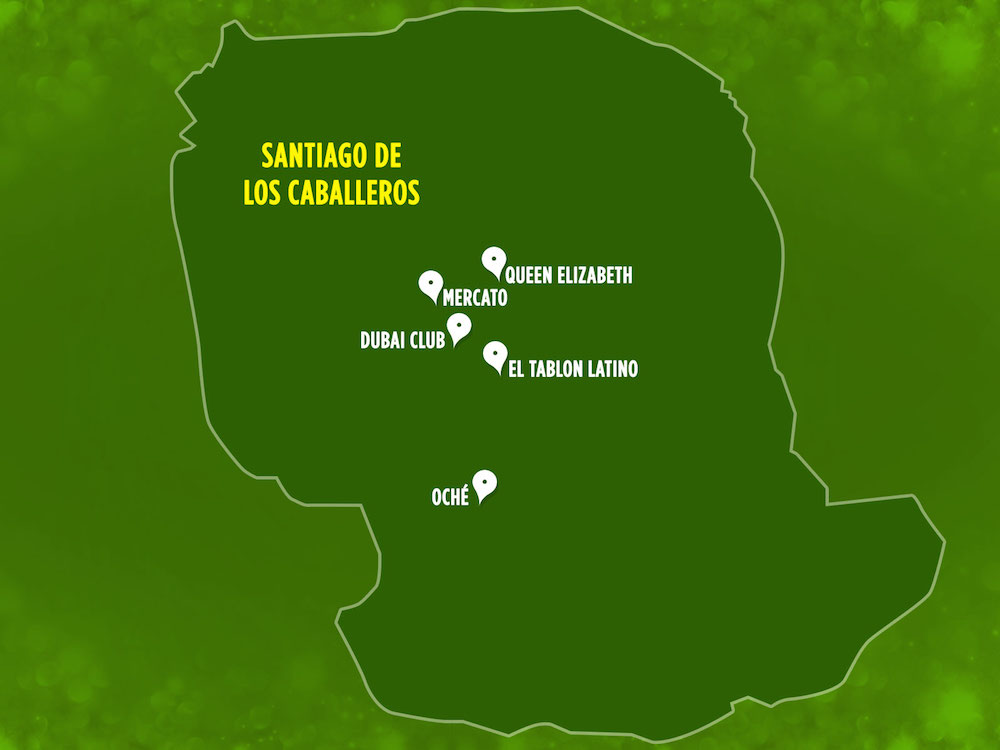 SANTIAGO DE
LOS CABALLEROS
QUEEN ELIZABETH
MERCATO
DUBAI CLUB
EL TABLON LATINO
OCHÉ